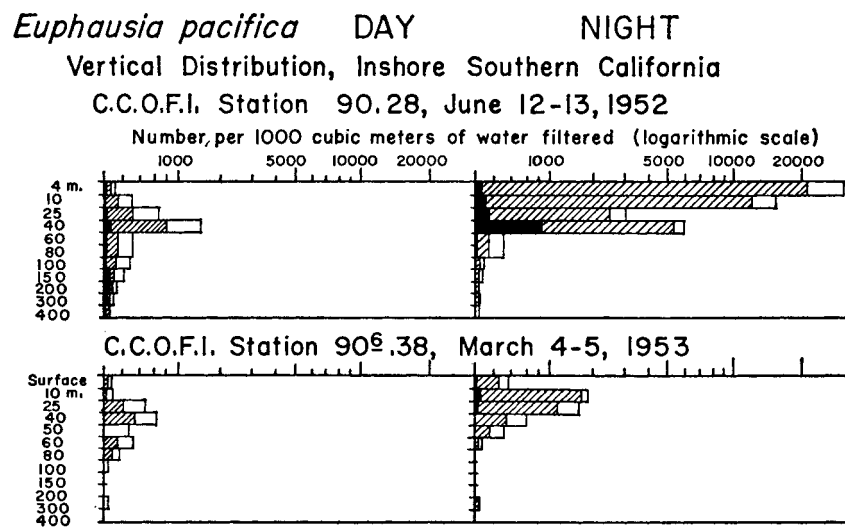 Euphausia pacifica DAY NIGHT
Vertical Distribution, Inshore Southern California
C.C.O.F.I. Station 90.28, June 12-13, 1952
Number, per 1000 cubic meters of water filtered (logarithmic scale)
1000 5000 10000 20000 1000 5000 10000 20000
4 m.
10
25
40
60
80
100
150
200
300
400
C.C.O.F.I. Station 90⁶.38, March 4-5, 1953
Surface
10 m.
25
40
50
60
80
100
150
200
300
400